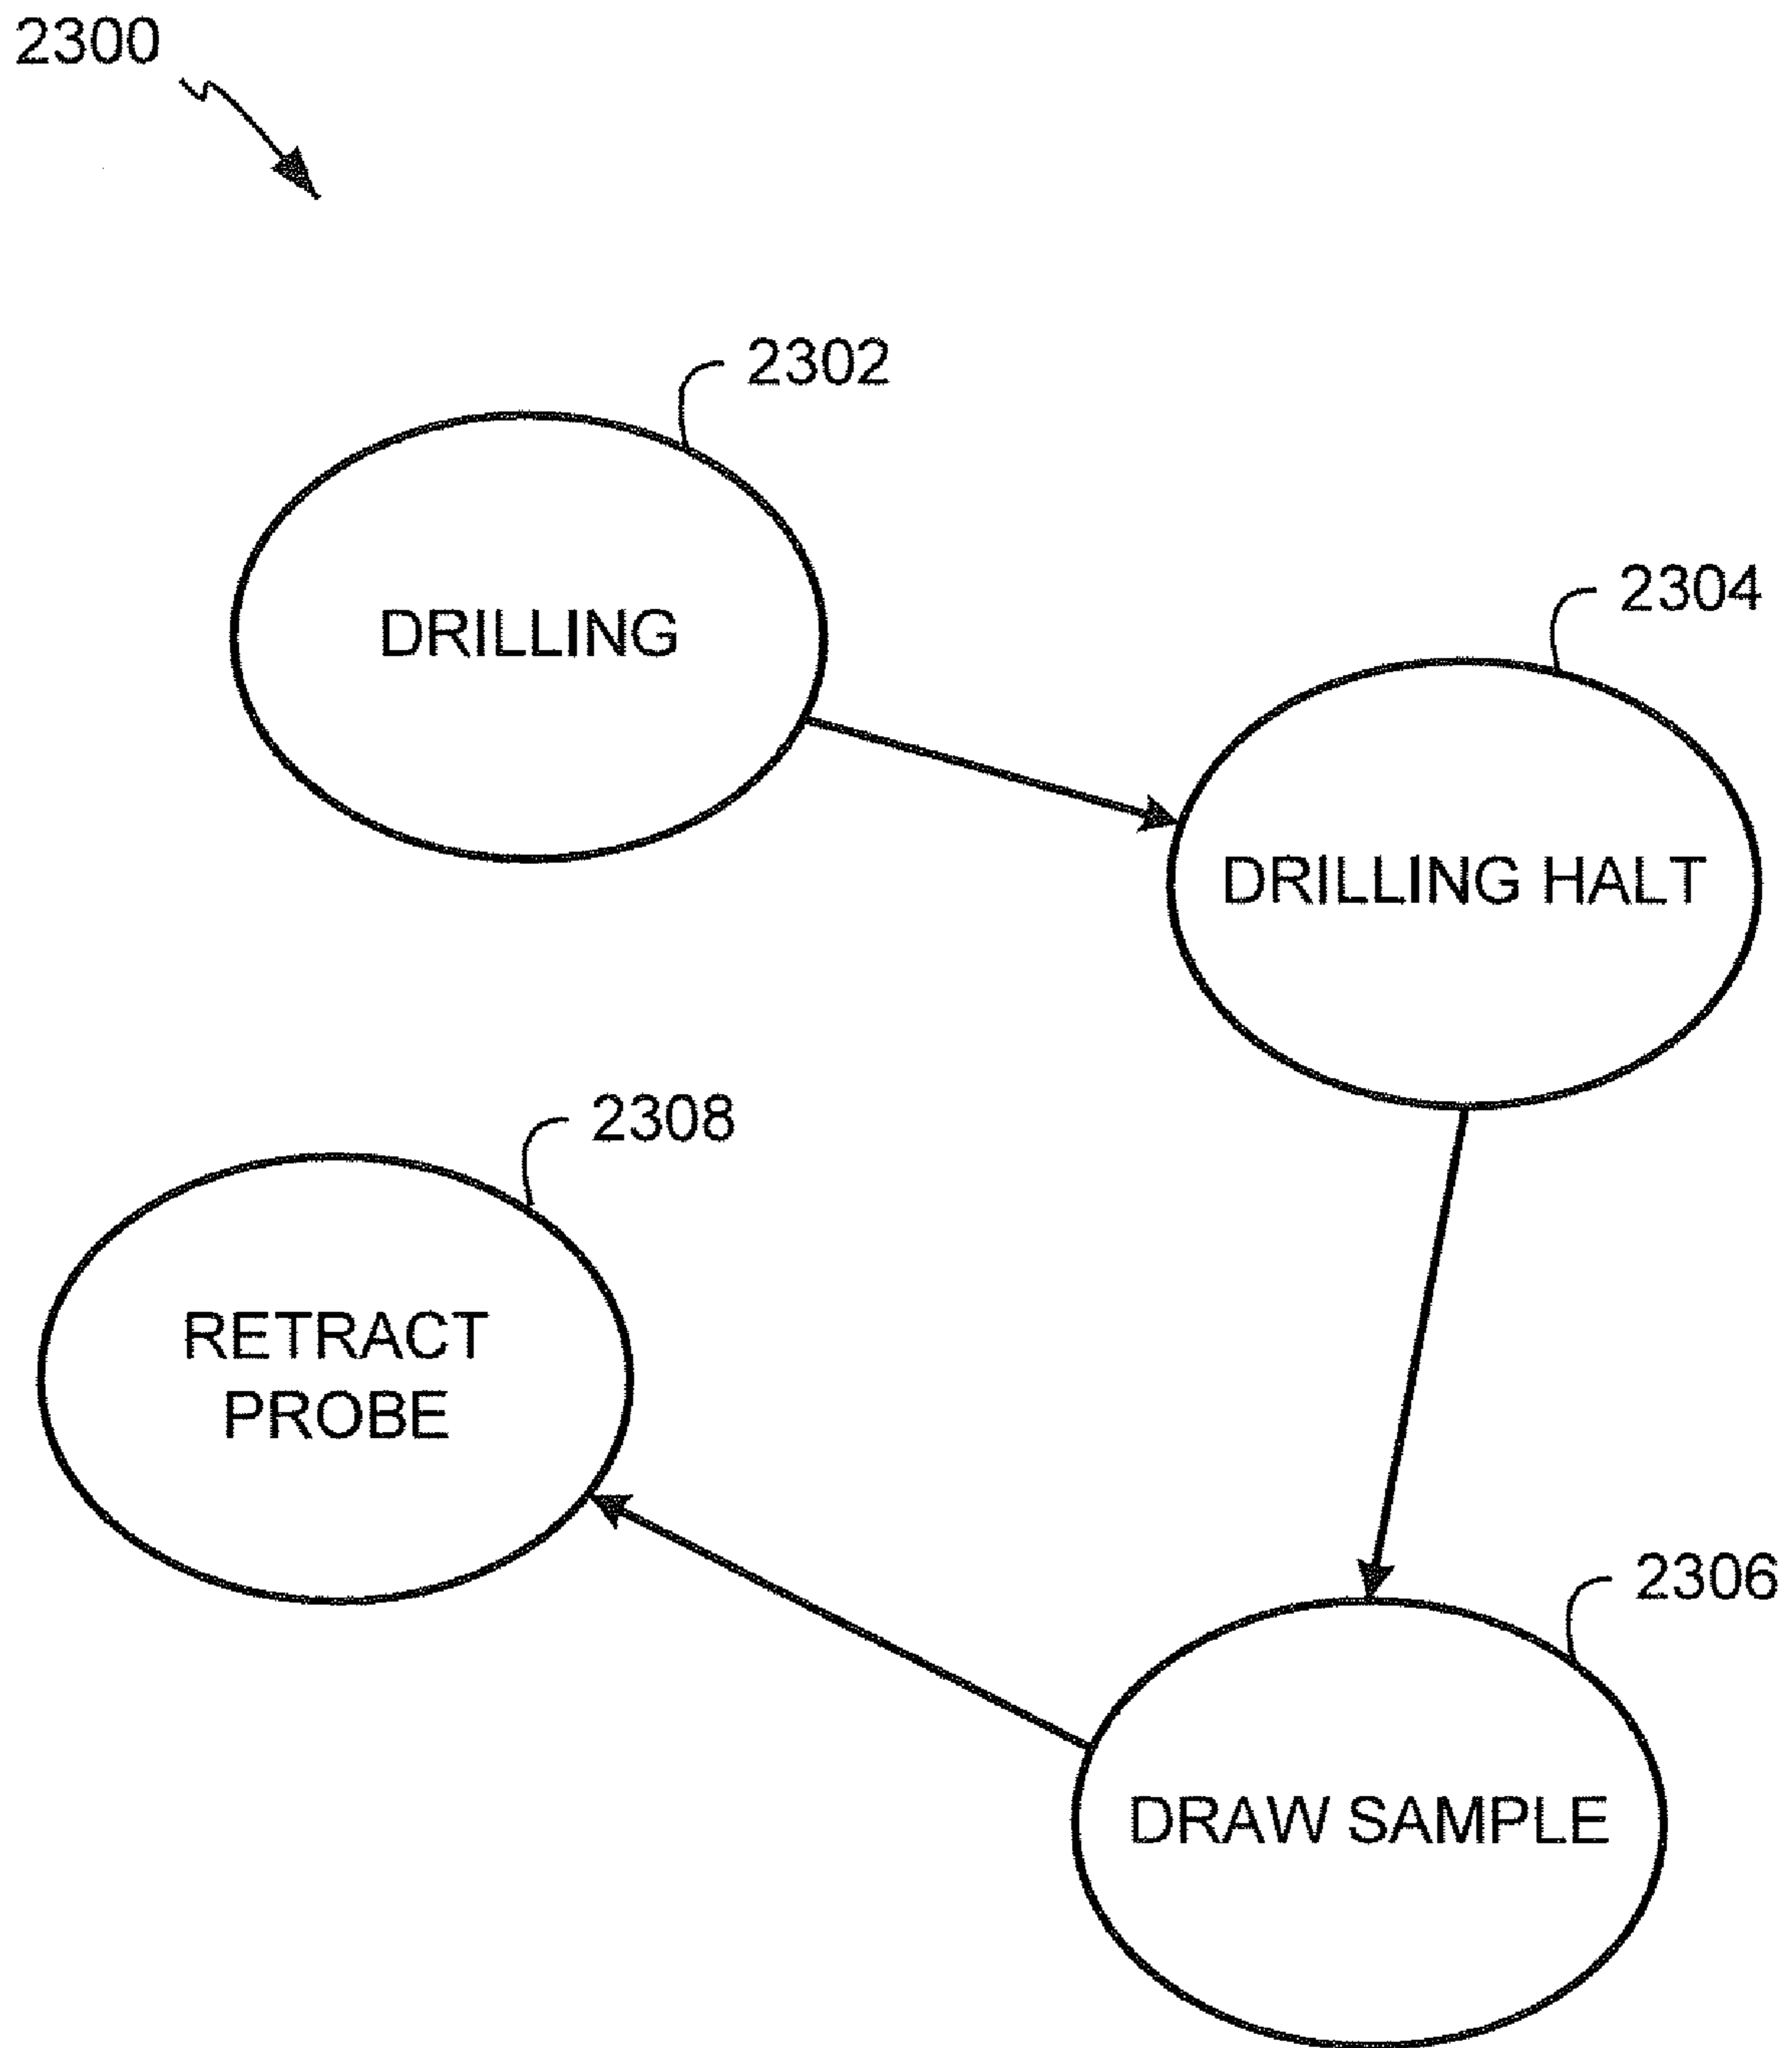 2300
2302
DRILLING
2304
DRILLING HALT
2308
RETRACT
PROBE
2306
DRAW SAMPLE